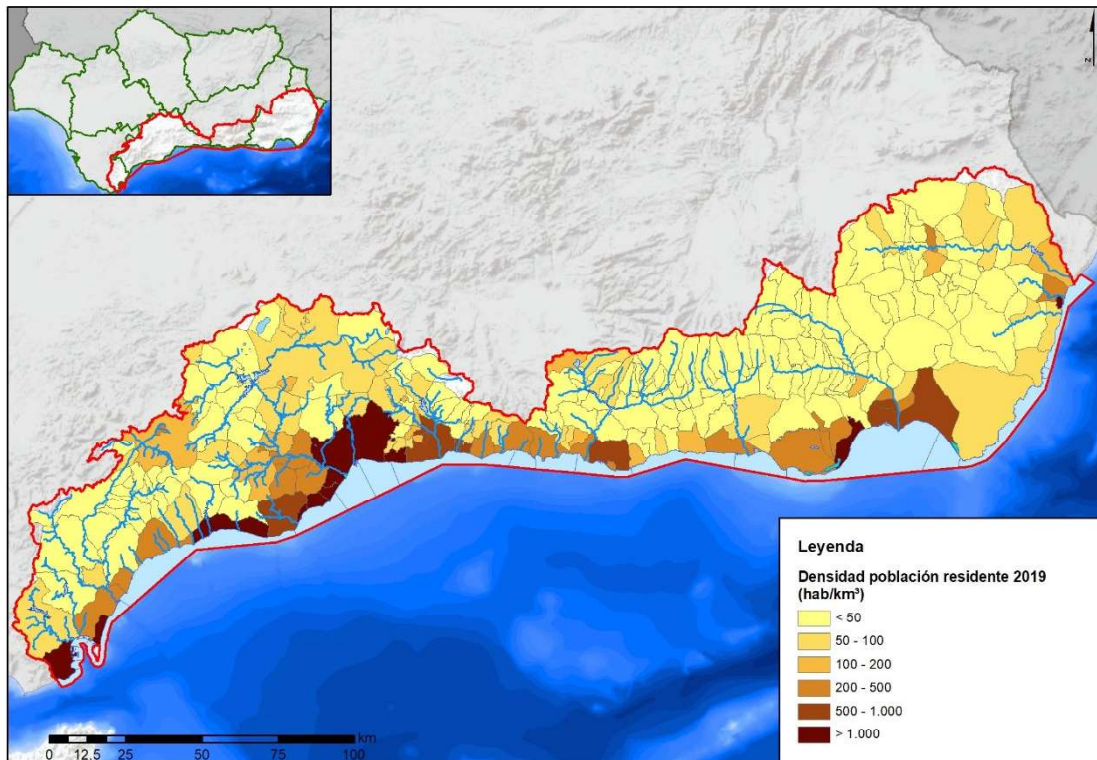 N
Leyenda
Densidad población residente 2019
(hab/km³)
< 50
50 - 100
100 - 200
200 - 500
500 - 1.000
> 1.000
km
0 12,5 25 50 75 100